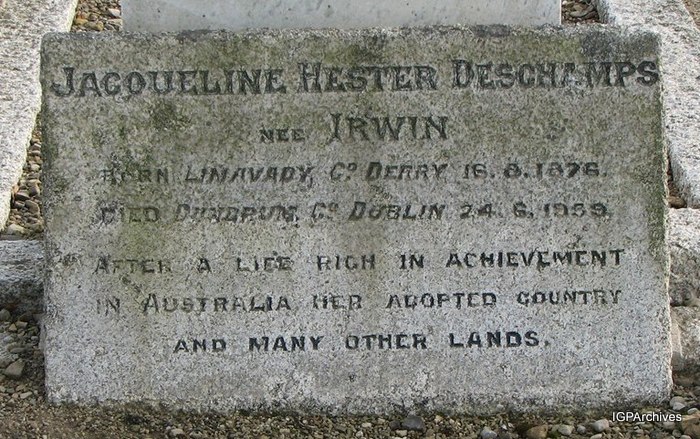 JACQUELINE HESTER DESCHAMPS
NEE IRWIN
BORN LINAVADY, Co DERRY 16.8.1876.
DIED DUNDRUM, Co DUBLIN 24.6.1959.
AFTER A LIFE RICH IN ACHIEVEMENT
IN AUSTRALIA HER ADOPTED COUNTRY
AND MANY OTHER LANDS.
IGPArchives